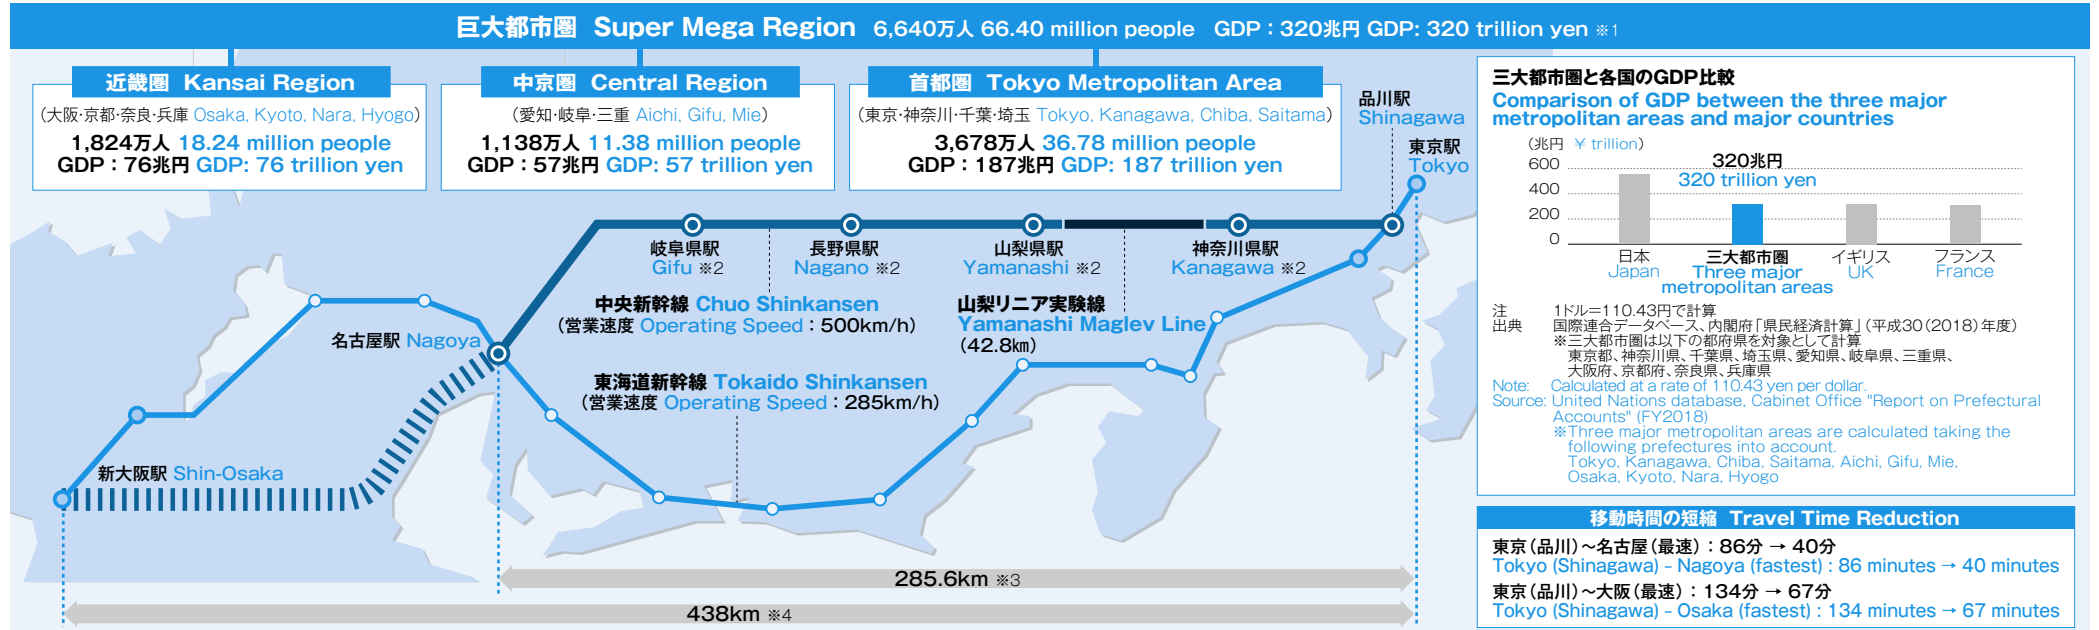 巨大都市圏 Super Mega Region 6,640万人 66.40 million people GDP：320兆円 GDP: 320 trillion yen ※1
近畿圏 Kansai Region
（大阪・京都・奈良・兵庫 Osaka, Kyoto, Nara, Hyogo）
1,824万人 18.24 million people
GDP：76兆円 GDP: 76 trillion yen
中京圏 Central Region
（愛知・岐阜・三重 Aichi, Gifu, Mie）
1,138万人 11.38 million people
GDP：57兆円 GDP: 57 trillion yen
首都圏 Tokyo Metropolitan Area
（東京・神奈川・千葉・埼玉 Tokyo, Kanagawa, Chiba, Saitama）
3,678万人 36.78 million people
GDP：187兆円 GDP: 187 trillion yen
品川駅
Shinagawa
東京駅
Tokyo
岐阜県駅
Gifu ※2
長野県駅
Nagano ※2
山梨県駅
Yamanashi ※2
神奈川県駅
Kanagawa ※2
中央新幹線 Chuo Shinkansen
（営業速度 Operating Speed：500km/h）
山梨リニア実験線
Yamanashi Maglev Line
（42.8㎞）
名古屋駅 Nagoya
東海道新幹線 Tokaido Shinkansen
（営業速度 Operating Speed：285km/h）
新大阪駅 Shin-Osaka
285.6km ※3
438km ※4
三大都市圏と各国のGDP比較
Comparison of GDP between the three major
metropolitan areas and major countries
（兆円 ¥ trillion）
600
400
200
0
320兆円
320 trillion yen
日本
Japan
三大都市圏
Three major
metropolitan areas
イギリス
UK
フランス
France
注 1ドル＝110.43円で計算
出典 国際連合データベース、内閣府「県民経済計算」（平成30（2018）年度）
※三大都市圏は以下の都府県を対象として計算
東京都、神奈川県、千葉県、埼玉県、愛知県、岐阜県、三重県、
大阪府、京都府、奈良県、兵庫県
Note: Calculated at a rate of 110.43 yen per dollar.
Source: United Nations database, Cabinet Office "Report on Prefectural
Accounts" (FY2018)
※Three major metropolitan areas are calculated taking the
following prefectures into account.
Tokyo, Kanagawa, Chiba, Saitama, Aichi, Gifu, Mie,
Osaka, Kyoto, Nara, Hyogo
移動時間の短縮 Travel Time Reduction
東京（品川）～名古屋（最速）：86分 → 40分
Tokyo (Shinagawa) – Nagoya (fastest) : 86 minutes → 40 minutes
東京（品川）～大阪（最速）：134分 → 67分
Tokyo (Shinagawa) – Osaka (fastest) : 134 minutes → 67 minutes